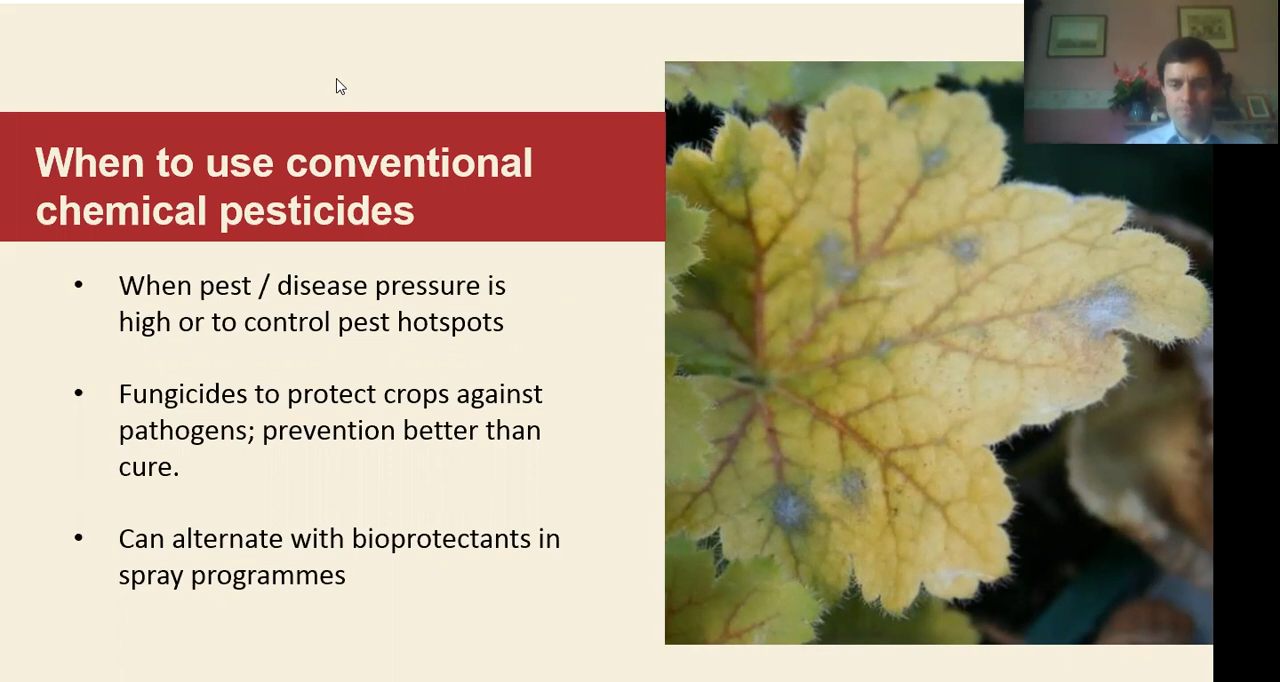 When to use conventional
chemical pesticides
• When pest / disease pressure is
high or to control pest hotspots
• Fungicides to protect crops against
pathogens; prevention better than
cure.
• Can alternate with bioprotectants in
spray programmes